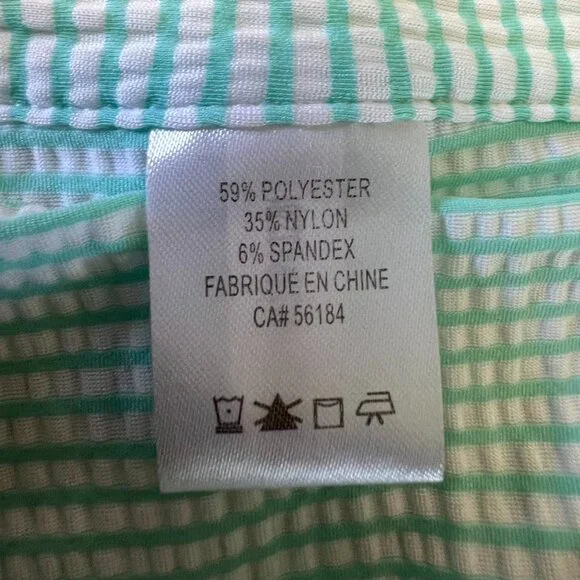 59% POLYESTER
35% NYLON
6% SPANDEX
FABRIQUE EN CHINE
CA# 56184